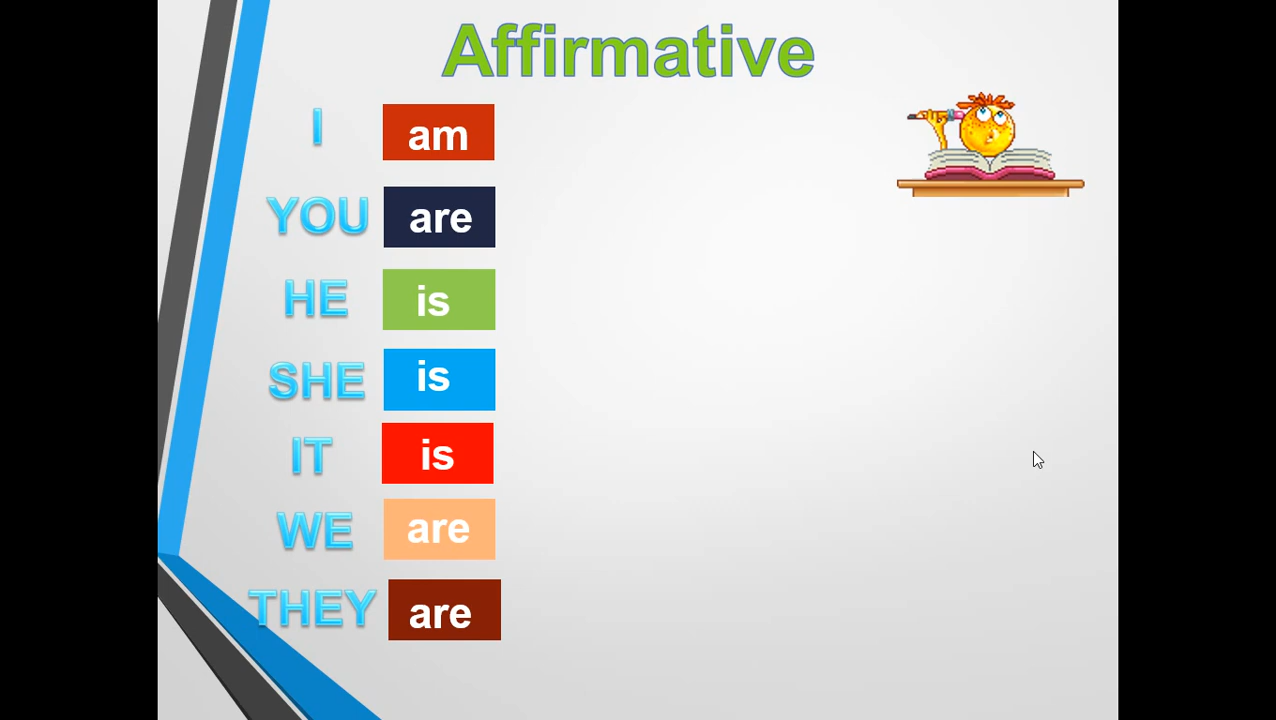 Affirmative
I am
YOU are
HE is
SHE is
IT is
WE are
THEY are